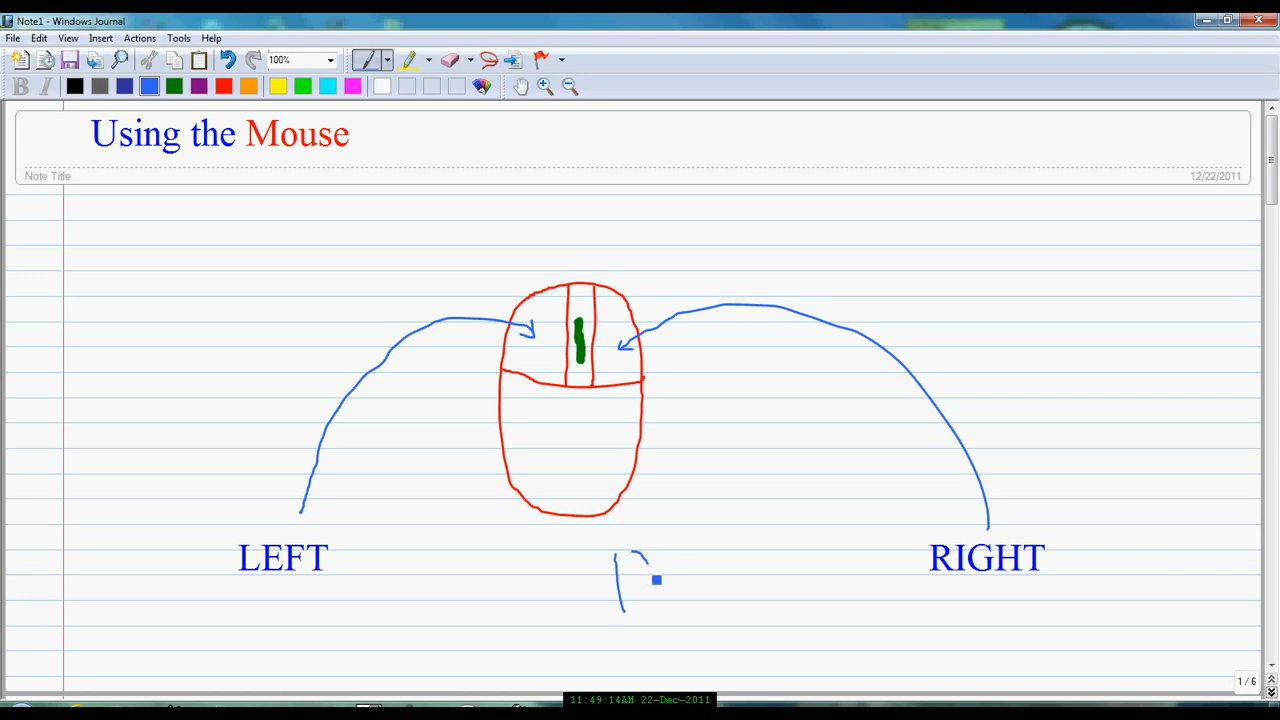 Note1 - Windows Journal
File Edit View Insert Actions Tools Help
100%
B I
Using the Mouse
Note Title
12/22/2011
LEFT
RIGHT
1 / 6
11:49:14AM 22-Dec-2011